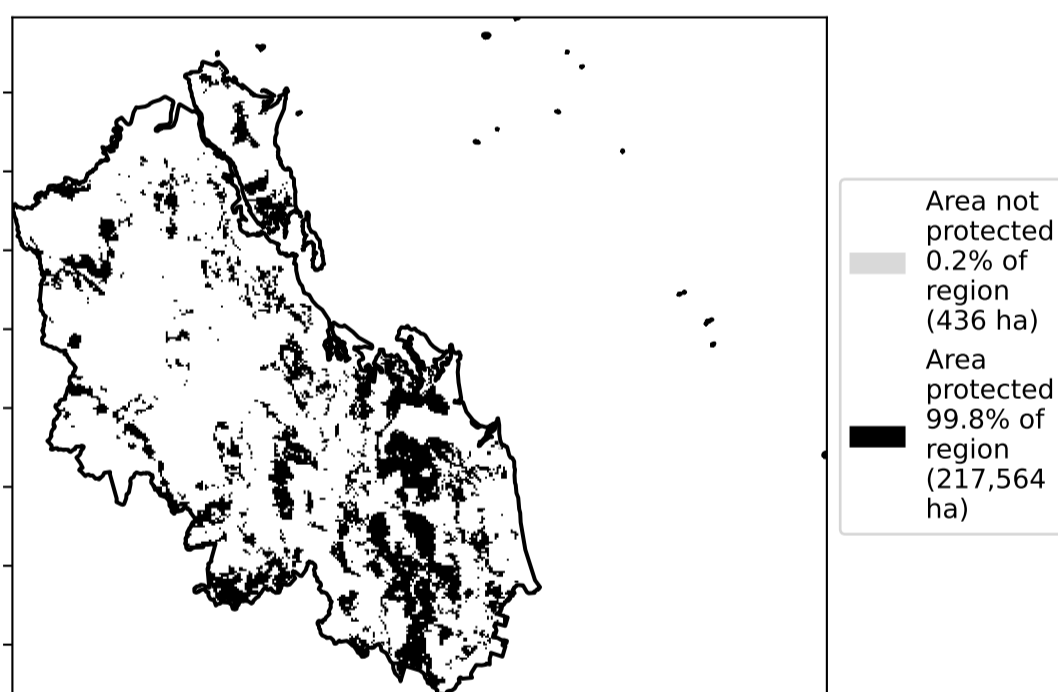 Area not
protected
0.2% of
region
(436 ha)
Area
protected
99.8% of
region
(217,564
ha)